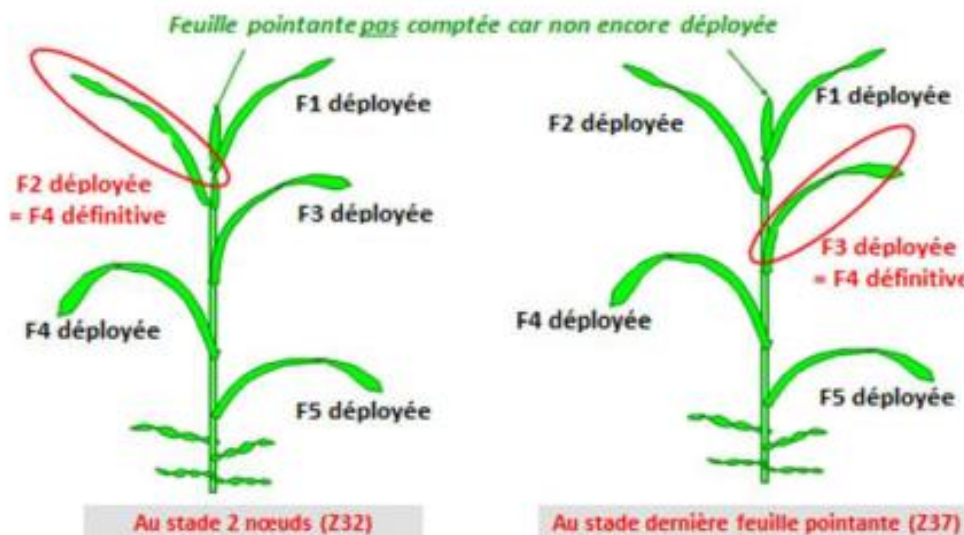 Feuille pointante pas comptée car non encore déployée
F1 déployée
F2 déployée
= F4 définitive
F3 déployée
F4 déployée
F5 déployée
Au stade 2 nœuds (Z32)
F1 déployée
F2 déployée
F3 déployée
= F4 définitive
F4 déployée
F5 déployée
Au stade dernière feuille pointante (Z37)